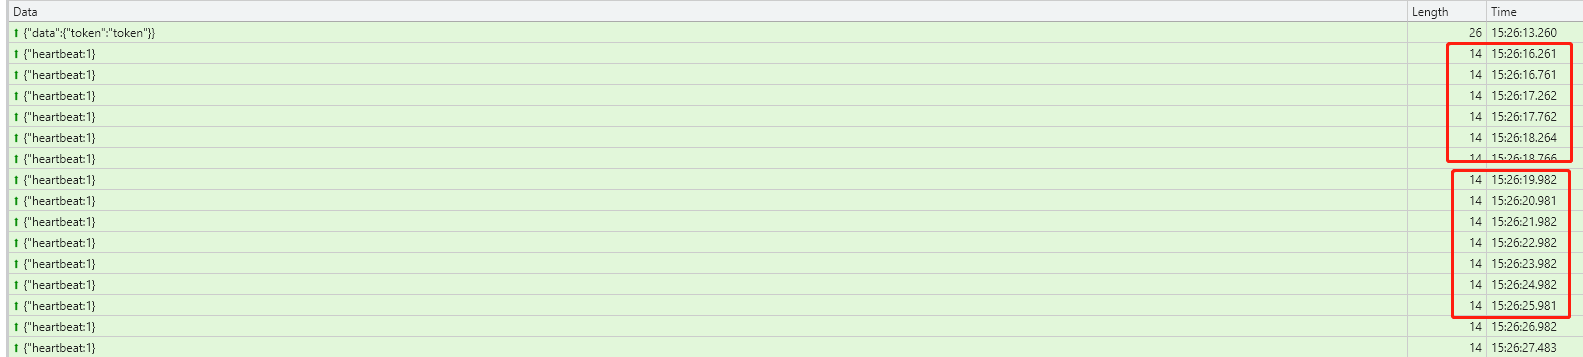 Data Length Time
{"data":{"token":"token"}} 26 15:26:13.260
{"heartbeat:1} 14 15:26:16.261
{"heartbeat:1} 14 15:26:16.761
{"heartbeat:1} 14 15:26:17.262
{"heartbeat:1} 14 15:26:17.762
{"heartbeat:1} 14 15:26:18.264
{"heartbeat:1} 14 15:26:18.766
{"heartbeat:1} 14 15:26:19.982
{"heartbeat:1} 14 15:26:20.981
{"heartbeat:1} 14 15:26:21.982
{"heartbeat:1} 14 15:26:22.982
{"heartbeat:1} 14 15:26:23.982
{"heartbeat:1} 14 15:26:24.982
{"heartbeat:1} 14 15:26:25.981
{"heartbeat:1} 14 15:26:26.982
{"heartbeat:1} 14 15:26:27.483